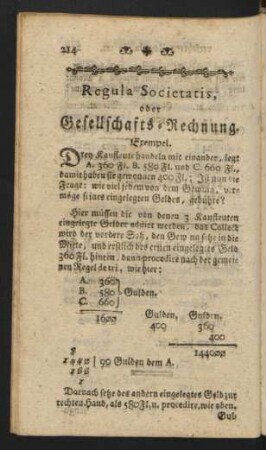 214
Regula Societatis,
oder
Gesellschafts-Rechnung.
Exempel.
Drey Kaufleute handeln mit einander, legt
A. 360 Fl. B. 580 Fl. und C. 660 Fl.,
damit haben sie gewonnen 400 Fl.; Ist nun die
Frage: wie viel jedem von dem Gewinn, ver-
möge seines eingelegten Geldes, gebühre?
Hier müssen die von denen 3 Kaufleuten
eingelegte Gelder addiret werden, das Collect
wird der vordere Satz, den Gewinn setze in die
Mitte, und erstlich des ersten eingelegtes Geld
360 Fl. hinten, dann procedire nach der gemei-
nen Regel de tri, wie hier:
A. 360
B. 580 Gulden.
C. 660
1600
Gulden, Gulden.
400 360
400
144000
90 Gulden dem A.
Darnach setze des andern eingelegtes Geld zur
rechten Hand, als 580 Fl. u. procedire, wie oben.
Gul-